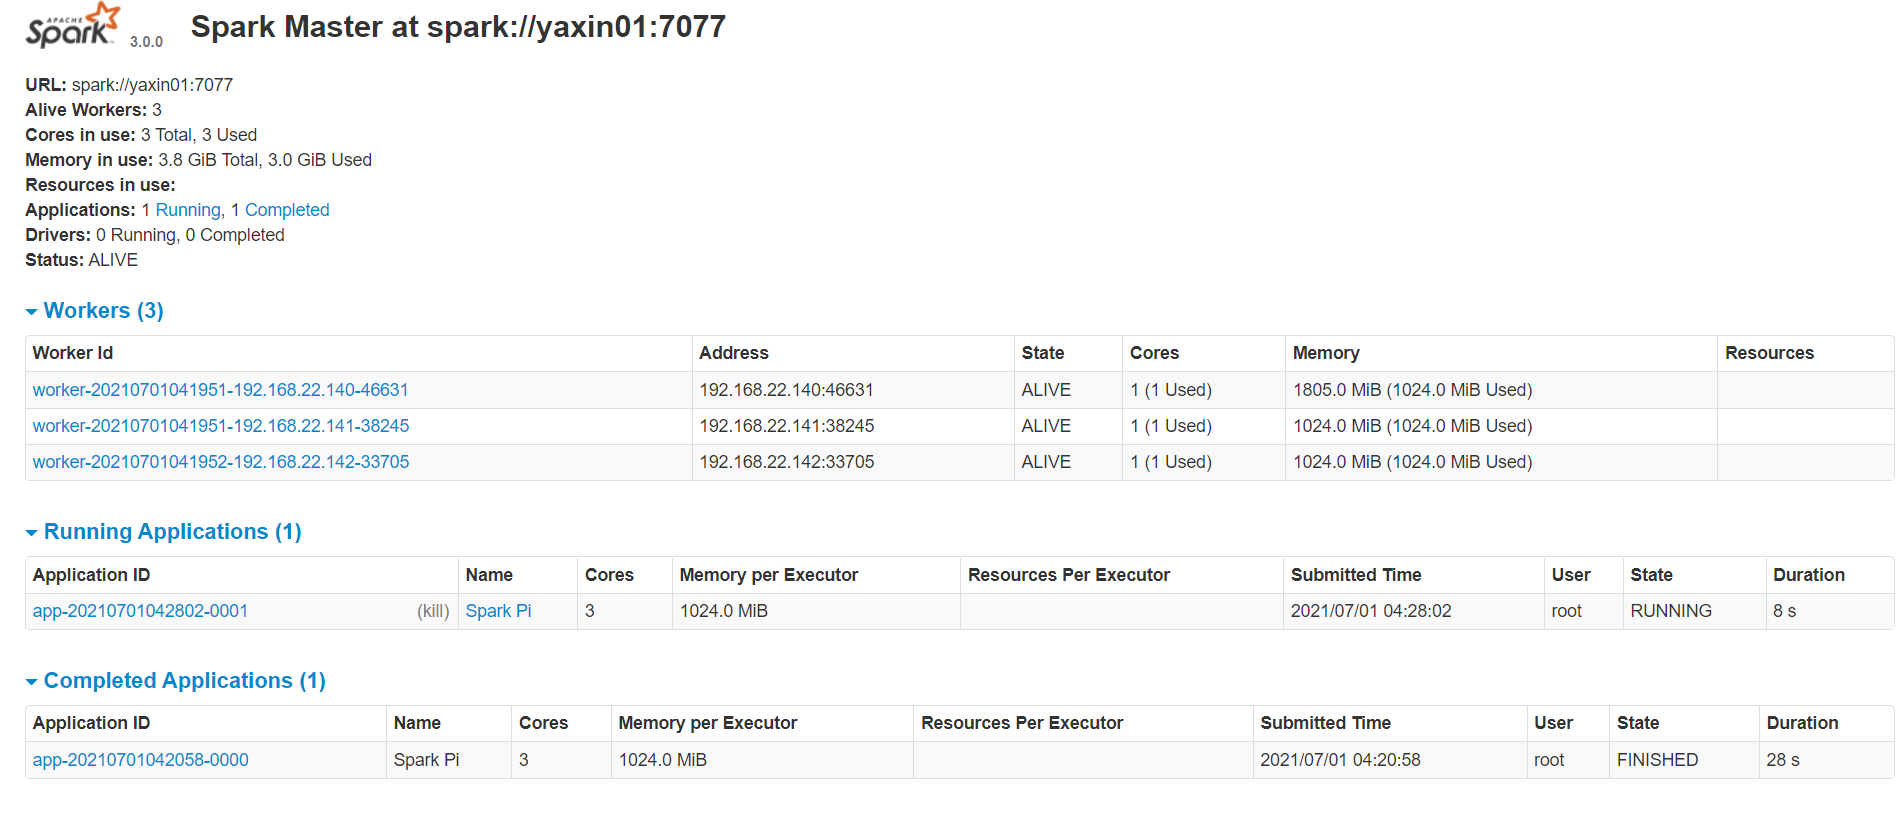 APACHE
Spark 3.0.0 Spark Master at spark://yaxin01:7077
URL: spark://yaxin01:7077
Alive Workers: 3
Cores in use: 3 Total, 3 Used
Memory in use: 3.8 GiB Total, 3.0 GiB Used
Resources in use:
Applications: 1 Running, 1 Completed
Drivers: 0 Running, 0 Completed
Status: ALIVE
Workers (3)
Worker Id Address State Cores Memory Resources
worker-20210701041951-192.168.22.140-46631 192.168.22.140:46631 ALIVE 1 (1 Used) 1805.0 MiB (1024.0 MiB Used)
worker-20210701041951-192.168.22.141-38245 192.168.22.141:38245 ALIVE 1 (1 Used) 1024.0 MiB (1024.0 MiB Used)
worker-20210701041952-192.168.22.142-33705 192.168.22.142:33705 ALIVE 1 (1 Used) 1024.0 MiB (1024.0 MiB Used)
Running Applications (1)
Application ID Name Cores Memory per Executor Resources Per Executor Submitted Time User State Duration
app-20210701042802-0001 (kill) Spark Pi 3 1024.0 MiB 2021/07/01 04:28:02 root RUNNING 8 s
Completed Applications (1)
Application ID Name Cores Memory per Executor Resources Per Executor Submitted Time User State Duration
app-20210701042058-0000 Spark Pi 3 1024.0 MiB 2021/07/01 04:20:58 root FINISHED 28 s